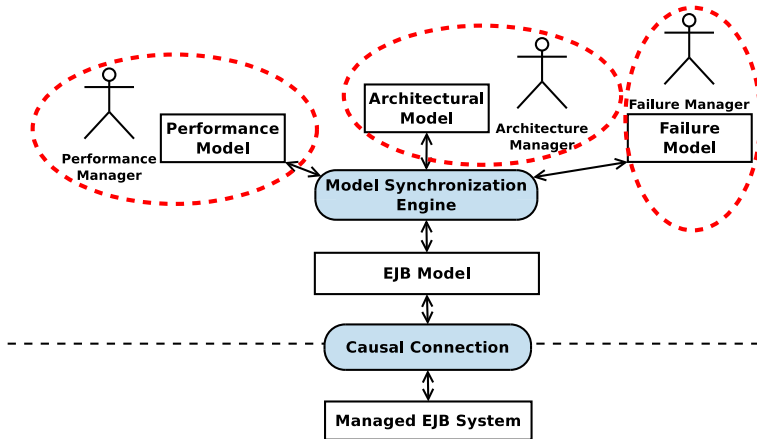 Failure Manager
Architectural
Model
Performance
Model
Architecture
Manager
Failure
Model
Performance
Manager
Model Synchronization
Engine
EJB Model
Causal Connection
Managed EJB System